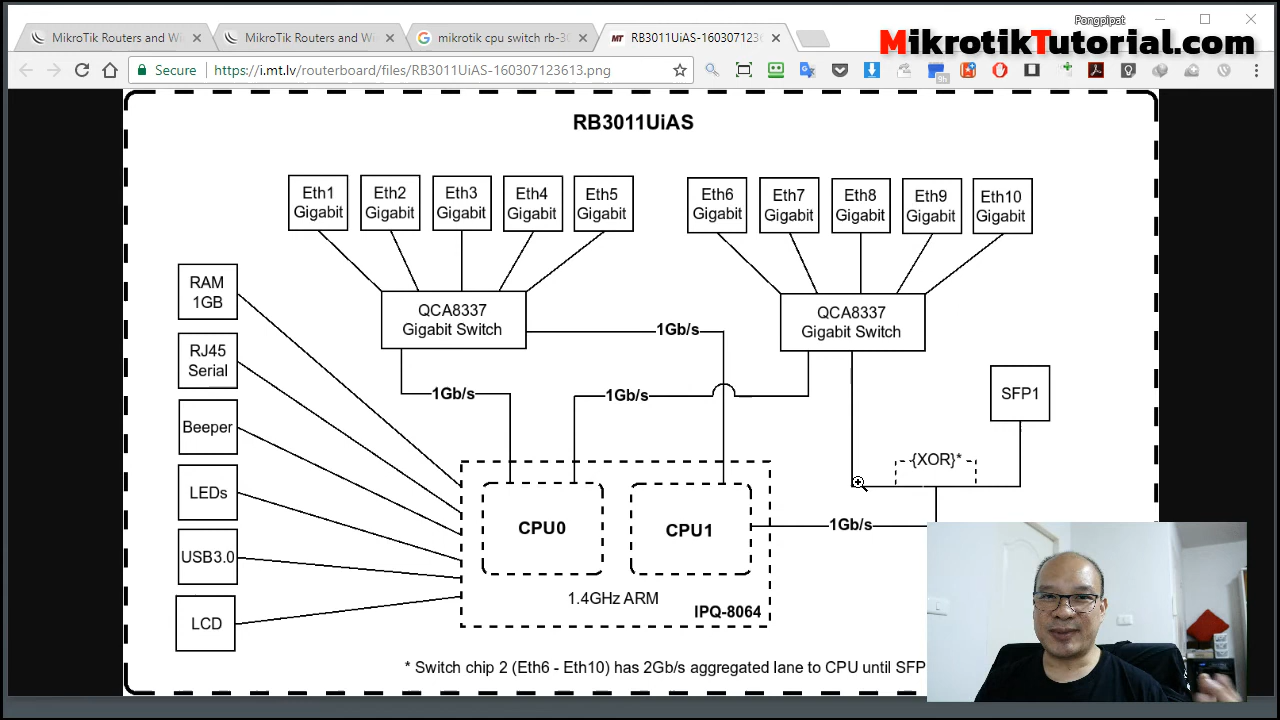 Pongpipat
MikroTik Routers and Wi
MikroTik Routers and Wi
mikrotik cpu switch rb-30
RB3011UiAS-160307123
MikrotikTutorial.com
Secure
https://i.mt.lv/routerboard/files/RB3011UiAS-160307123613.png
9h
RB3011UiAS
Eth1
Gigabit
Eth2
Gigabit
Eth3
Gigabit
Eth4
Gigabit
Eth5
Gigabit
Eth6
Gigabit
Eth7
Gigabit
Eth8
Gigabit
Eth9
Gigabit
Eth10
Gigabit
RAM
1GB
QCA8337
Gigabit Switch
QCA8337
Gigabit Switch
1Gb/s
RJ45
Serial
1Gb/s
1Gb/s
SFP1
Beeper
{XOR}*
LEDs
CPU0
CPU1
1Gb/s
USB3.0
1.4GHz ARM
IPQ-8064
LCD
* Switch chip 2 (Eth6 - Eth10) has 2Gb/s aggregated lane to CPU until SFP